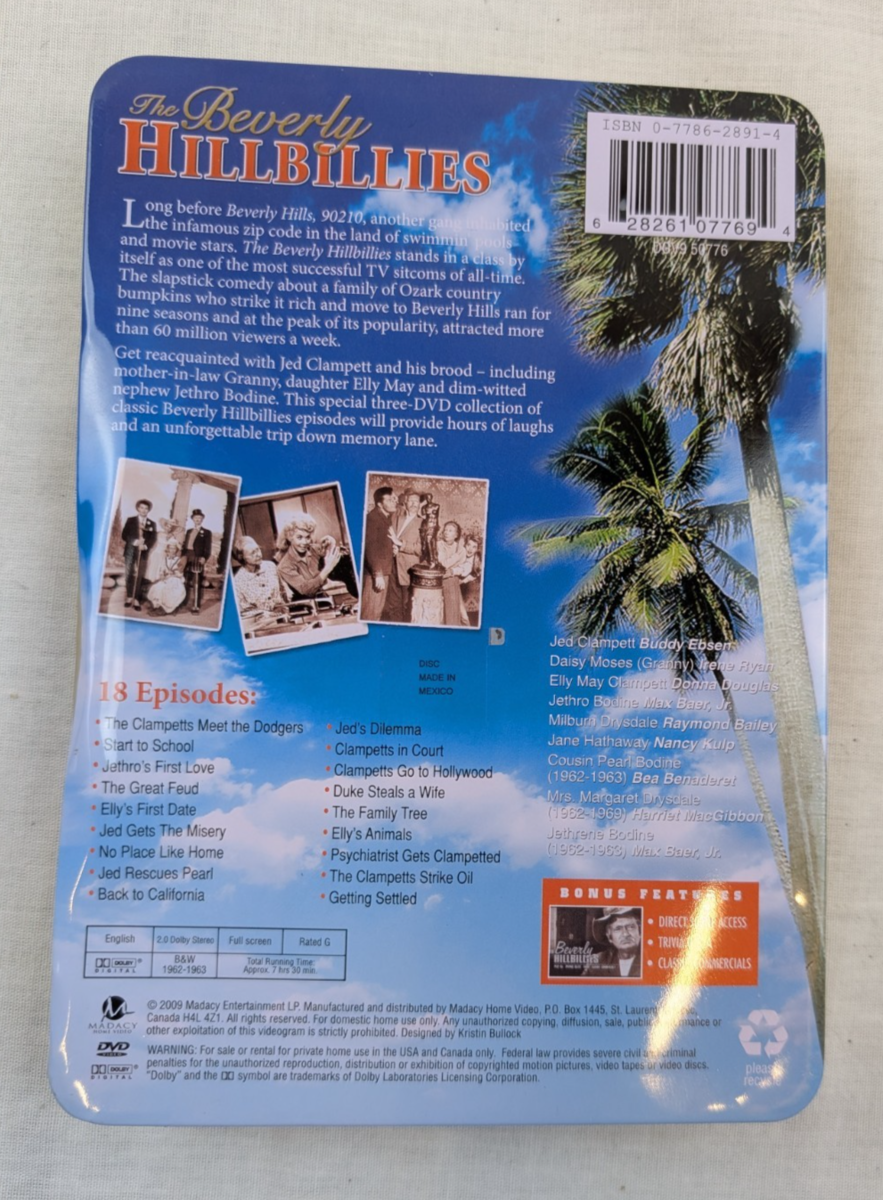 The Beverly
HILLBILLIES
ISBN 0-7786-2891-4
6 28261 07769 4
Long before Beverly Hills, 90210, another gang inhabited
the infamous zip code in the land of swimmin pools
and movie stars. The Beverly Hillbillies stands in a class by
itself as one of the most successful TV sitcoms of all-time.
The slapstick comedy about a family of Ozark country
bumpkins who strike it rich and move to Beverly Hills ran for
nine seasons and at the peak of its popularity, attracted more
than 60 million viewers a week.
Get reacquainted with Jed Clampett and his brood – including
mother-in-law Granny, daughter Elly May and dim-witted
nephew Jethro Bodine. This special three-DVD collection of
classic Beverly Hillbillies episodes will provide hours of laughs
and an unforgettable trip down memory lane.
DISC
MADE IN
MEXICO
18 Episodes:
• The Clampetts Meet the Dodgers
• Start to School
• Jethro's First Love
• The Great Feud
• Elly's First Date
• Jed Gets The Misery
• No Place Like Home
• Jed Rescues Pearl
• Back to California
• Jed's Dilemma
• Clampetts in Court
• Clampetts Go to Hollywood
• Duke Steals a Wife
• The Family Tree
• Elly's Animals
• Psychiatrist Gets Clampetted
• The Clampetts Strike Oil
• Getting Settled
Jed Clampett Buddy Ebsen
Daisy Moses (Granny) Irene Ryan
Elly May Clampett Donna Douglas
Jethro Bodine Max Baer, Jr.
Milburn Drysdale Raymond Bailey
Jane Hathaway Nancy Kulp
Cousin Pearl Bodine
(1962-1963) Bea Benaderet
Mrs. Margaret Drysdale
(1962-1969) Harriet MacGibbon
Jethrene Bodine
(1962-1963) Max Baer, Jr.
BONUS FEATURES
The Beverly
HILLBILLIES
• DIRECT ACCESS
• TRIVIA
• CLASSIC COMMERCIALS
English 2.0 Dolby Stereo Full screen Rated G
DOLBY DIGITAL
B&W
1962-1963
Total Running Time:
Approx. 7 hrs 30 min.
MADACY
HOME VIDEO
© 2009 Madacy Entertainment LP. Manufactured and distributed by Madacy Home Video, P.O. Box 1445, St. Laurent,
Canada H4L 4Z1. All rights reserved. For domestic home use only. Any unauthorized copying, diffusion, sale, public performance or
other exploitation of this videogram is strictly prohibited. Designed by Kristin Bullock
DVD
VIDEO
DOLBY
DIGITAL
WARNING: For sale or rental for private home use in the USA and Canada only. Federal law provides severe civil and criminal
penalties for the unauthorized reproduction, distribution or exhibition of copyrighted motion pictures, video tapes or video discs.
"Dolby" and the symbol are trademarks of Dolby Laboratories Licensing Corporation.
please
recycle